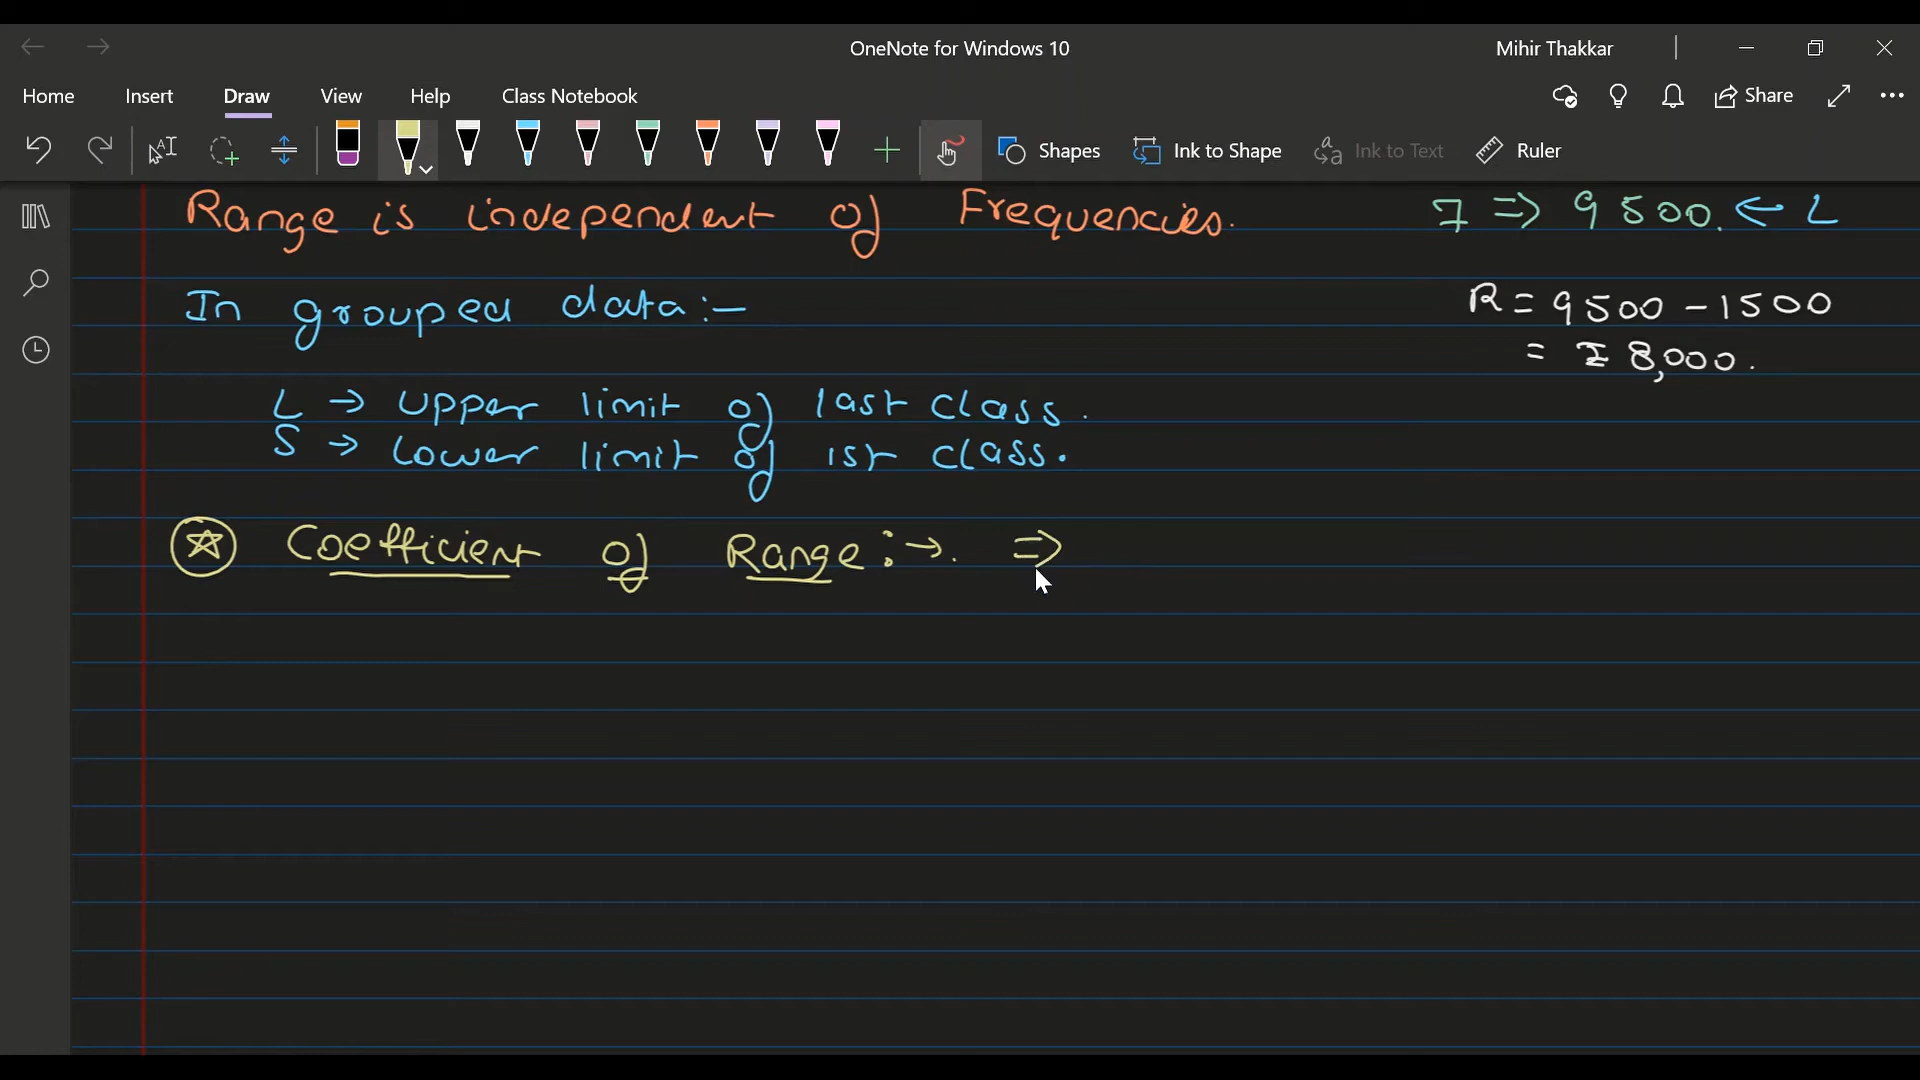 OneNote for Windows 10
Mihir Thakkar
Home Insert Draw View Help Class Notebook
Share
Shapes Ink to Shape Ink to Text Ruler
Range is independent of Frequencies.
7 ⇒ 9500. ← L
In grouped data:-
R = 9500 - 1500
= ₹ 8,000.
L → upper limit of last class.
S → Lower limit of 1st class.
Coefficient of Range:→. ⇒